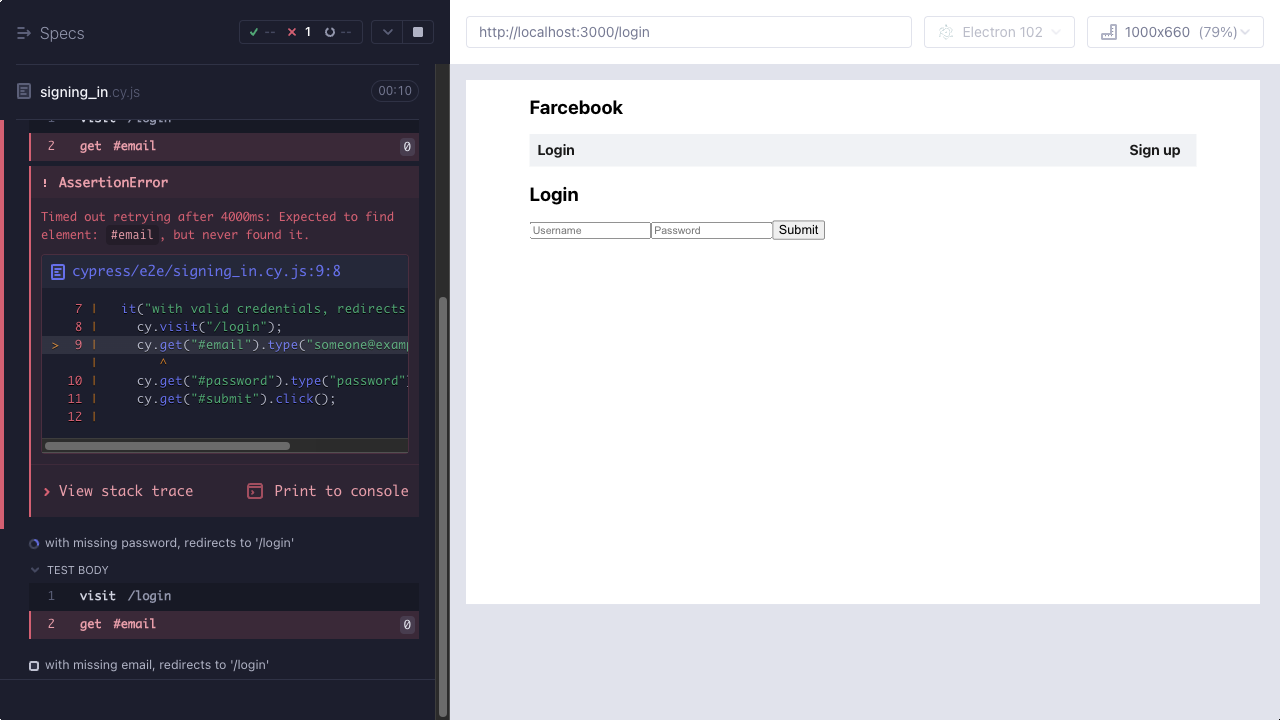 Specs
-- 1 --
signing_in.cy.js 00:10
1 visit /login
2 get #email 0
! AssertionError
Timed out retrying after 4000ms: Expected to find
element: #email, but never found it.
cypress/e2e/signing_in.cy.js:9:8
7 | it("with valid credentials, redirects
8 | cy.visit("/login");
> 9 | cy.get("#email").type("someone@examp
| ^
10 | cy.get("#password").type("password")
11 | cy.get("#submit").click();
12 |
> View stack trace Print to console
with missing password, redirects to '/login'
TEST BODY
1 visit /login
2 get #email 0
with missing email, redirects to '/login'
http://localhost:3000/login
Electron 102
1000x660 (79%)
Farcebook
Login Sign up
Login
Username Password Submit